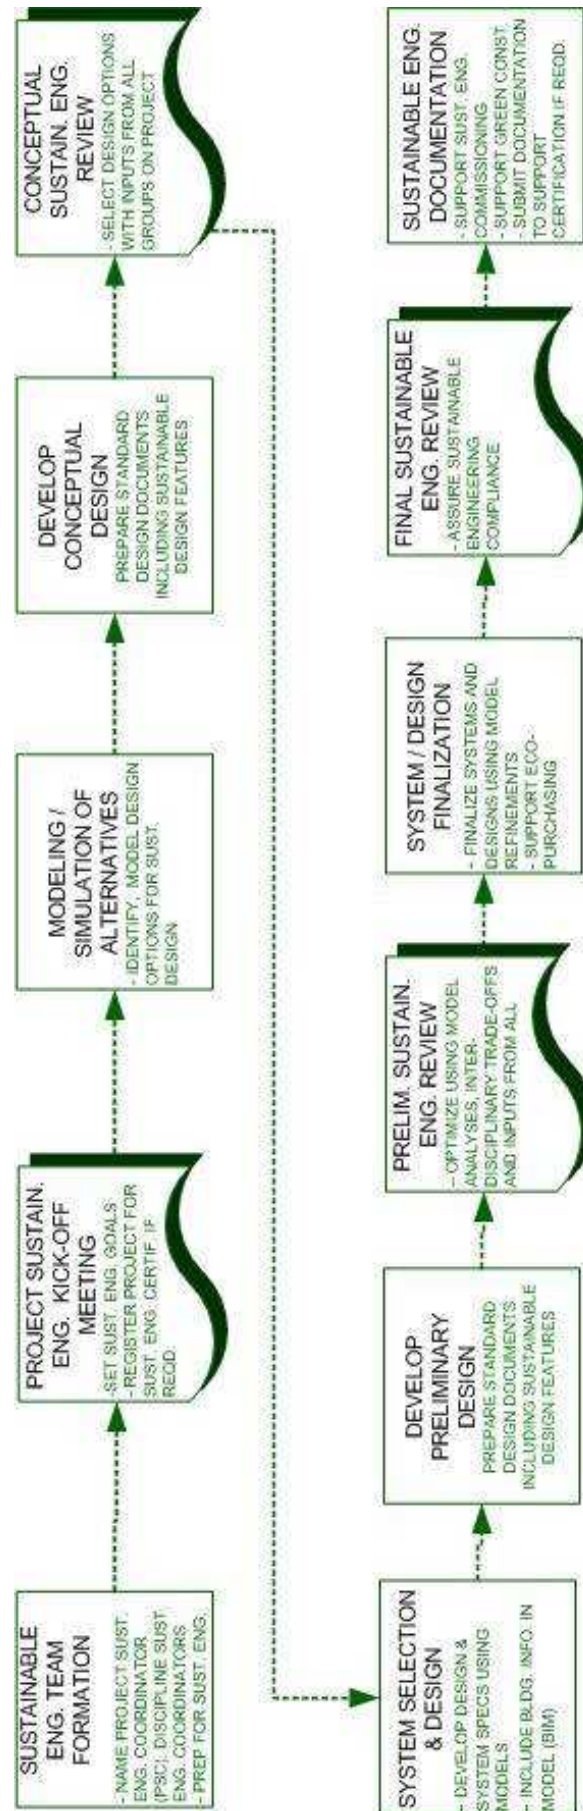 SUSTAINABLE
ENG. TEAM
FORMATION
- NAME PROJECT SUST.
ENG. COORDINATOR
(PSC), DISCIPLINE SUST.
ENG. COORDINATORS
- PREP FOR SUST. ENG.
PROJECT SUSTAIN.
ENG. KICK-OFF
MEETING
-SET SUST. ENG. GOALS
- REGISTER PROJECT FOR
SUST. ENG. CERTIF. IF
REQD.
MODELING /
SIMULATION OF
ALTERNATIVES
- IDENTIFY, MODEL DESIGN
OPTIONS FOR SUST.
DESIGN
DEVELOP
CONCEPTUAL
DESIGN
PREPARE STANDARD
DESIGN DOCUMENTS
INCLUDING SUSTAINABLE
DESIGN FEATURES
CONCEPTUAL
SUSTAIN. ENG.
REVIEW
- SELECT DESIGN OPTIONS
WITH INPUTS FROM ALL
GROUPS ON PROJECT
SYSTEM SELECTION
& DESIGN
- DEVELOP DESIGN &
SYSTEM SPECS USING
MODELS
- INCLUDE BLDG. INFO. IN
MODEL (BIM)
DEVELOP
PRELIMINARY
DESIGN
PREPARE STANDARD
DESIGN DOCUMENTS
INCLUDING SUSTAINABLE
DESIGN FEATURES
PRELIM. SUSTAIN.
ENG. REVIEW
- OPTIMIZE USING MODEL
ANALYSES, INTER-
DISCIPLINARY TRADE-OFFS
AND INPUTS FROM ALL
SYSTEM / DESIGN
FINALIZATION
- FINALIZE SYSTEMS AND
DESIGNS USING MODEL
REFINEMENTS
- SUPPORT ECO-
PURCHASING
FINAL SUSTAINABLE
ENG. REVIEW
- ASSURE SUSTAINABLE
ENGINEERING
COMPLIANCE
SUSTAINABLE ENG.
DOCUMENTATION
- SUPPORT SUST. ENG.
COMMISSIONING
- SUPPORT GREEN CONST.
- SUBMIT DOCUMENTATION
TO SUPPORT
CERTIFICATION IF REQD.